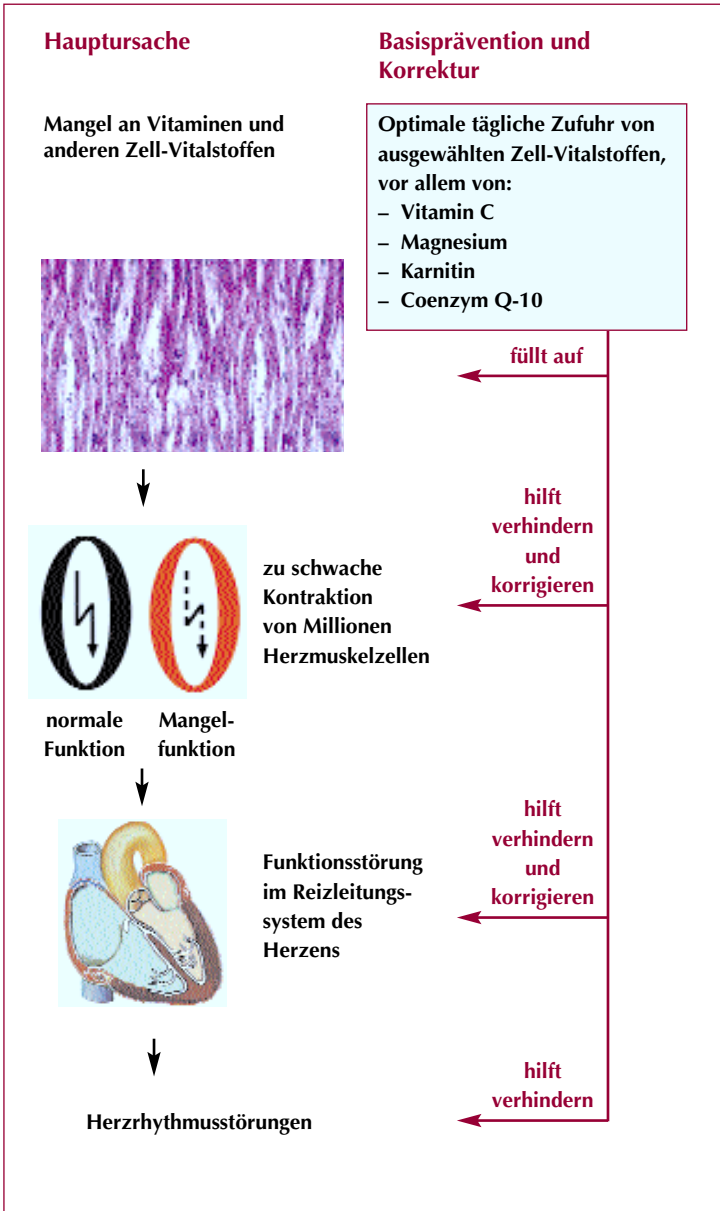 Hauptursache
Basisprävention und
Korrektur
Mangel an Vitaminen und
anderen Zell-Vitalstoffen
Optimale tägliche Zufuhr von
ausgewählten Zell-Vitalstoffen,
vor allem von:
– Vitamin C
– Magnesium
– Karnitin
– Coenzym Q-10
füllt auf
hilft
verhindern
und
korrigieren
zu schwache
Kontraktion
von Millionen
Herzmuskelzellen
normale
Funktion
Mangel-
funktion
hilft
verhindern
und
korrigieren
Funktionsstörung
im Reizleitungs-
system des
Herzens
hilft
verhindern
Herzrhythmusstörungen